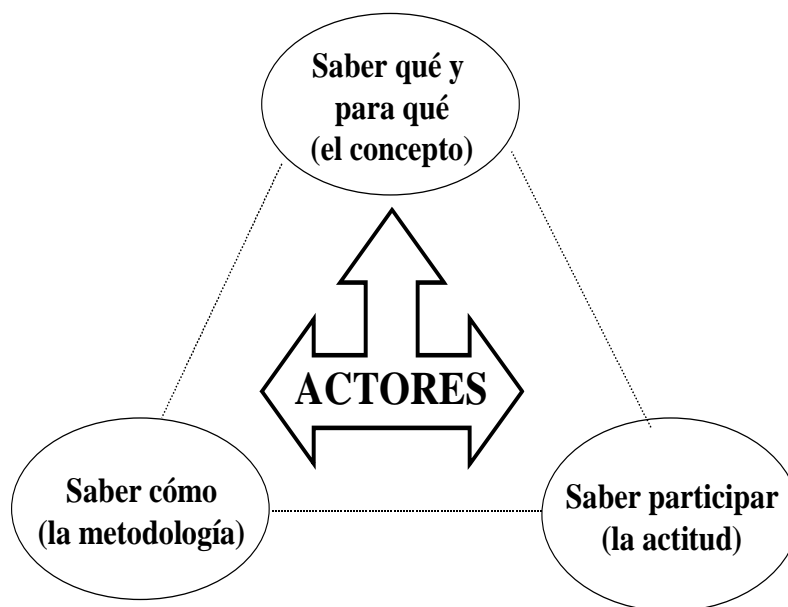 Saber qué y
para qué
(el concepto)
ACTORES
Saber cómo
(la metodología)
Saber participar
(la actitud)